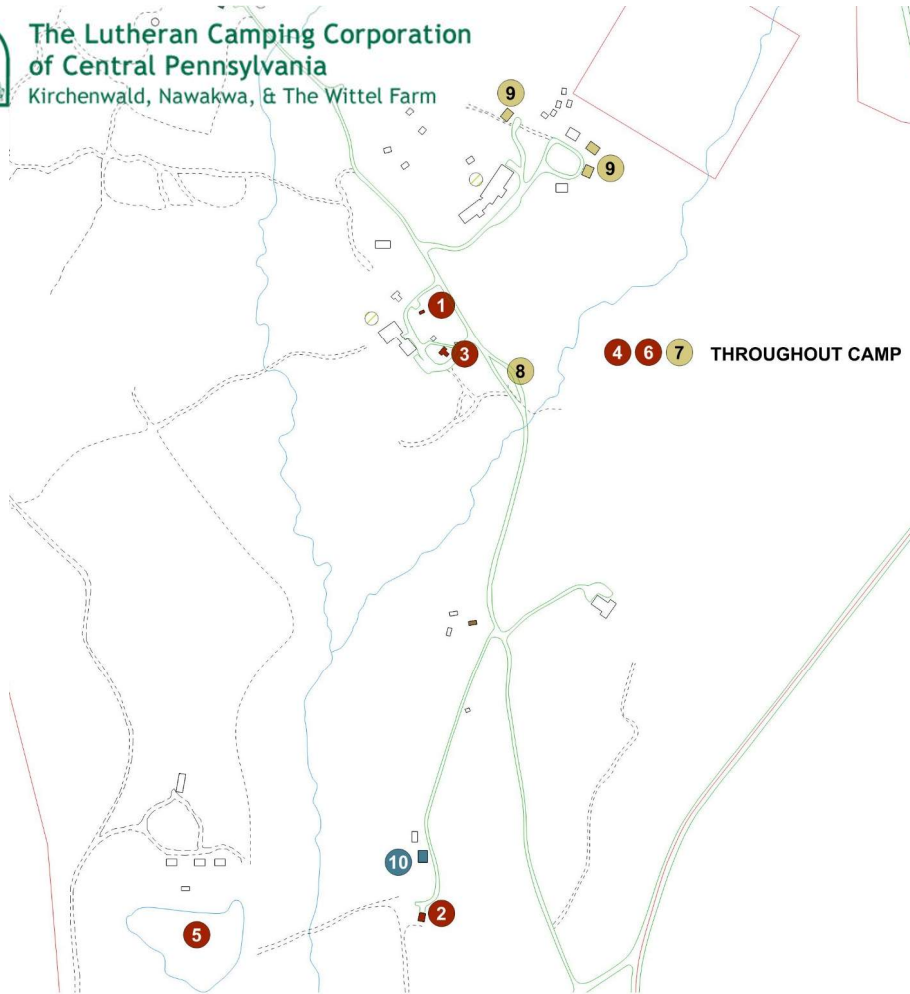 The Lutheran Camping Corporation
of Central Pennsylvania
Kirchenwald, Nawakwa, & The Wittel Farm
9
9
1
3
8
4 6 7 THROUGHOUT CAMP
10
2
5